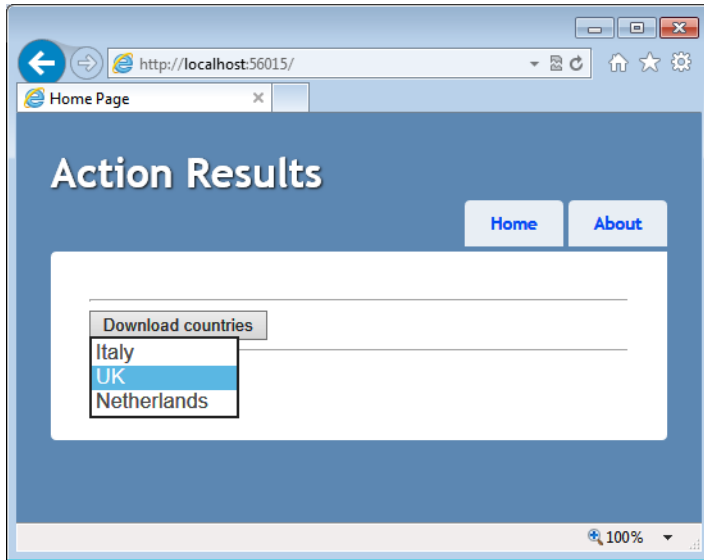 http://localhost:56015/
Home Page
Action Results
Home About
Download countries
Italy
UK
Netherlands
100%